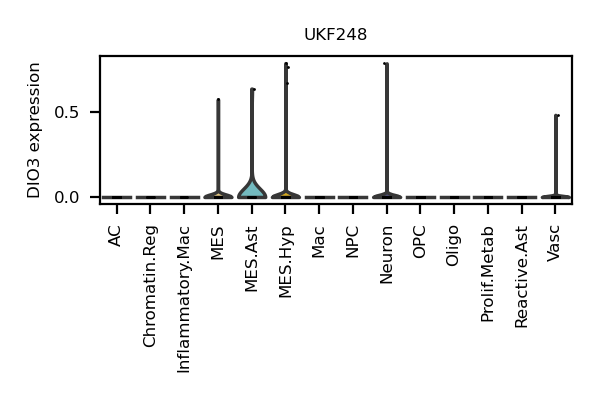 UKF248
DIO3 expression
0.5
0.0
AC
Chromatin.Reg
Inflammatory.Mac
MES
MES.Ast
MES.Hyp
Mac
NPC
Neuron
OPC
Oligo
Prolif.Metab
Reactive.Ast
Vasc